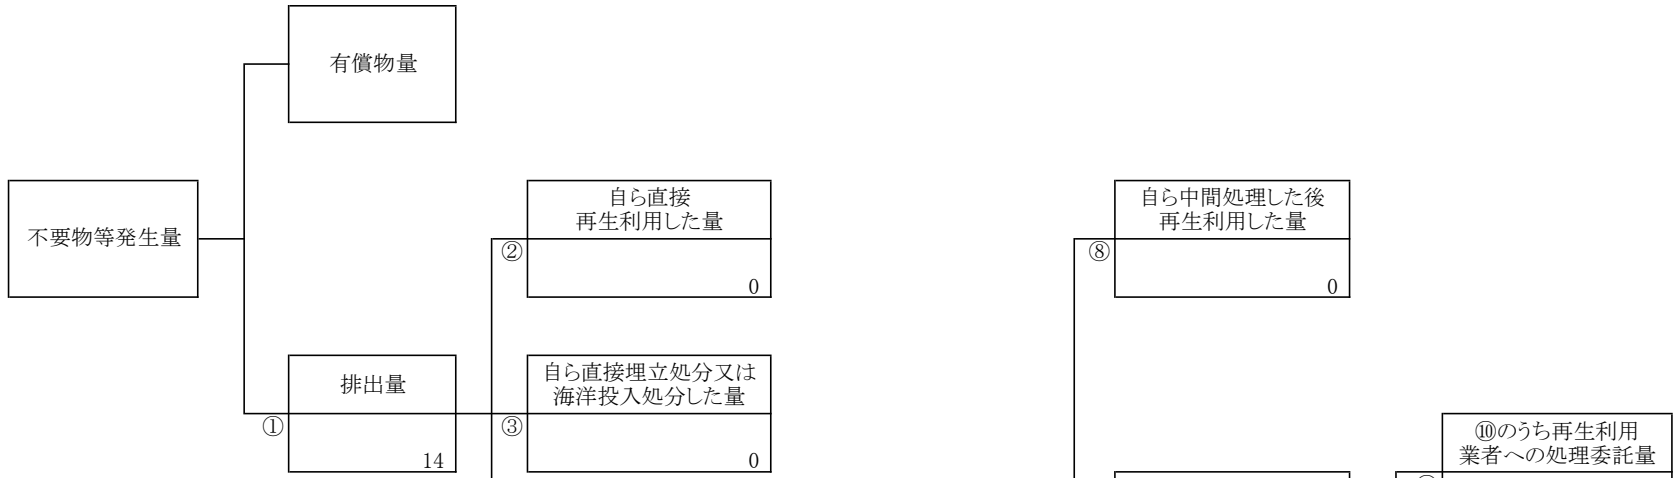 有償物量
不要物等発生量
自ら直接
再生利用した量
②
0
自ら中間処理した後
再生利用した量
⑧
0
排出量
①
14
自ら直接埋立処分又は
海洋投入処分した量
③
0
⑩のうち再生利用
業者への処理委託量